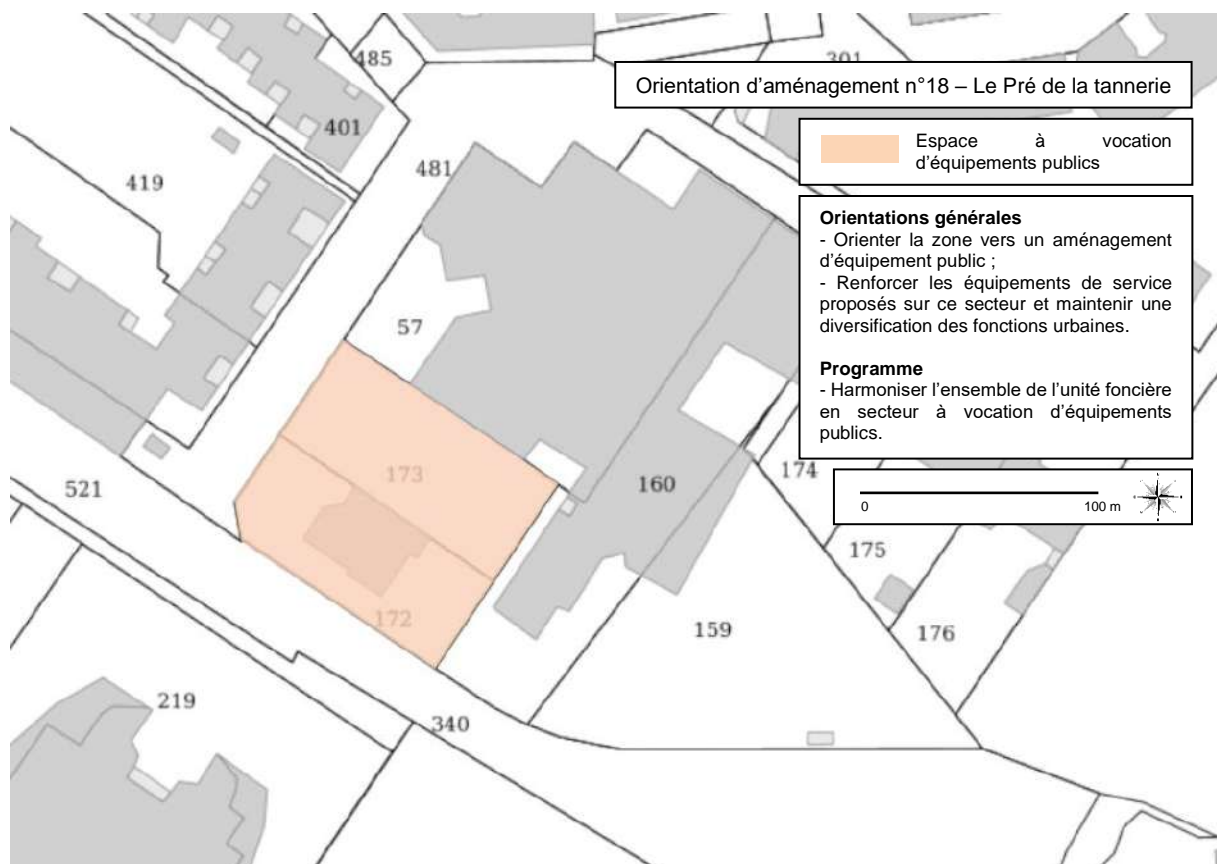 485
301
Orientation d'aménagement n°18 – Le Pré de la tannerie
401
Espace à vocation
d'équipements publics
419
481
Orientations générales
- Orienter la zone vers un aménagement
d'équipement public ;
- Renforcer les équipements de service
proposés sur ce secteur et maintenir une
diversification des fonctions urbaines.
57
Programme
- Harmoniser l'ensemble de l'unité foncière
en secteur à vocation d'équipements
publics.
173
174
160
521
0
100 m
175
172
159
176
219
340